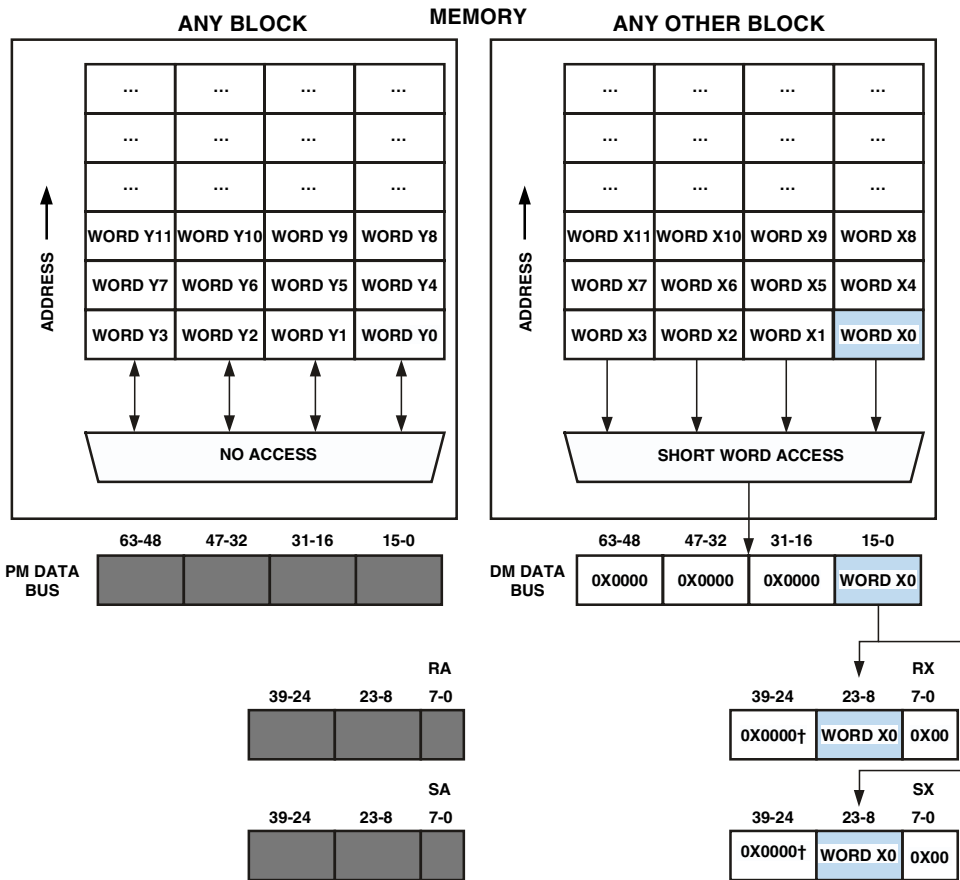 MEMORY
ANY BLOCK ANY OTHER BLOCK
... ... ... ... ... ... ... ...
... ... ... ... ... ... ... ...
... ... ... ... ... ... ... ...
WORD Y11 WORD Y10 WORD Y9 WORD Y8 WORD X11 WORD X10 WORD X9 WORD X8
WORD Y7 WORD Y6 WORD Y5 WORD Y4 WORD X7 WORD X6 WORD X5 WORD X4
WORD Y3 WORD Y2 WORD Y1 WORD Y0 WORD X3 WORD X2 WORD X1 WORD X0
ADDRESS ADDRESS
NO ACCESS SHORT WORD ACCESS
63-48 47-32 31-16 15-0 63-48 47-32 31-16 15-0
PM DATA BUS DM DATA BUS 0X0000 0X0000 0X0000 WORD X0
RA RX
39-24 23-8 7-0 39-24 23-8 7-0
0X0000† WORD X0 0X00
SA SX
39-24 23-8 7-0 39-24 23-8 7-0
0X0000† WORD X0 0X00